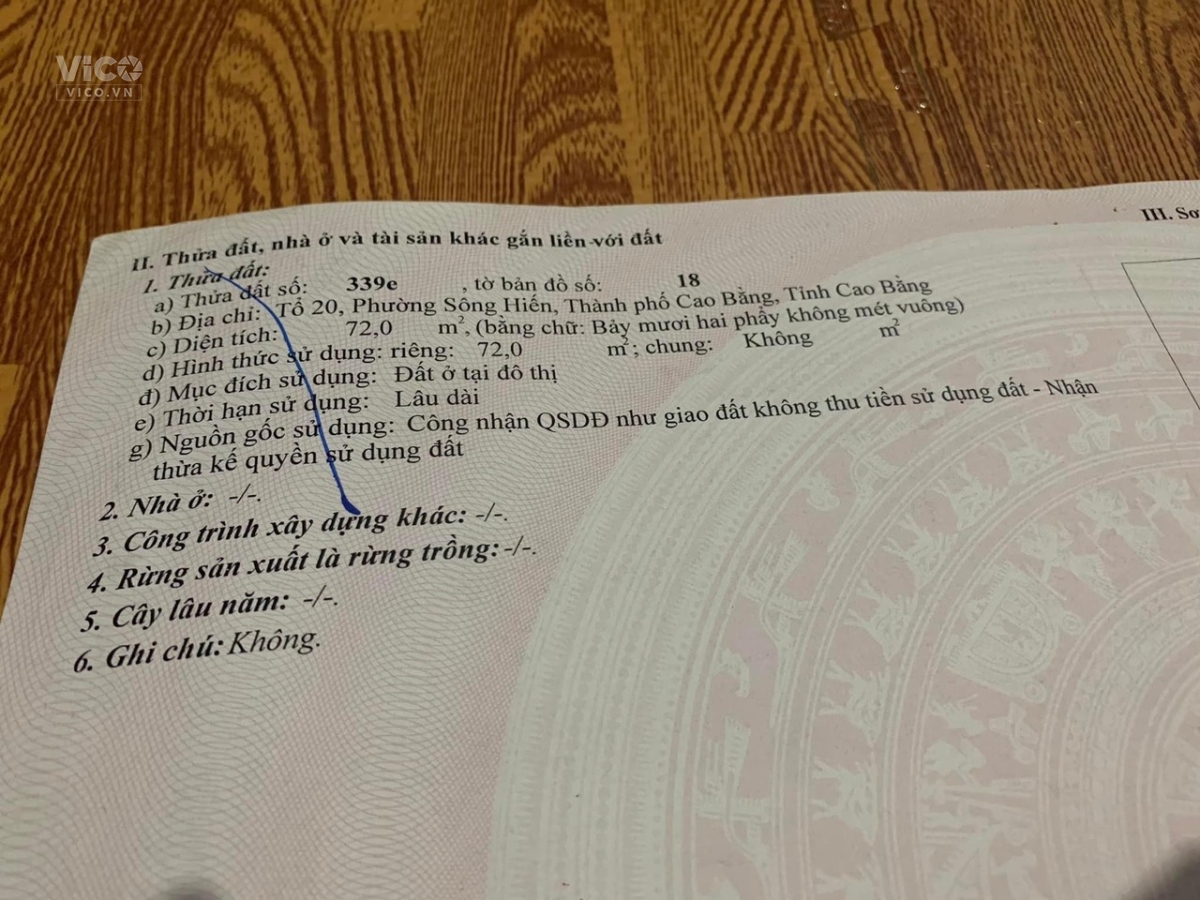 ViCO
VICO.VN
III. Sơ
II. Thửa đất, nhà ở và tài sản khác gắn liền với đất
1. Thửa đất:
a) Thửa đất số: 339e , tờ bản đồ số: 18
b) Địa chỉ: Tổ 20, Phường Sông Hiến, Thành phố Cao Bằng, Tỉnh Cao Bằng
c) Diện tích: 72,0 m², (bằng chữ: Bảy mươi hai phẩy không mét vuông)
d) Hình thức sử dụng: riêng: 72,0 m²; chung: Không m²
đ) Mục đích sử dụng: Đất ở tại đô thị
e) Thời hạn sử dụng: Lâu dài
g) Nguồn gốc sử dụng: Công nhận QSDĐ như giao đất không thu tiền sử dụng đất - Nhận
thừa kế quyền sử dụng đất
2. Nhà ở: -/-.
3. Công trình xây dựng khác: -/-.
4. Rừng sản xuất là rừng trồng: -/-.
5. Cây lâu năm: -/-.
6. Ghi chú: Không.